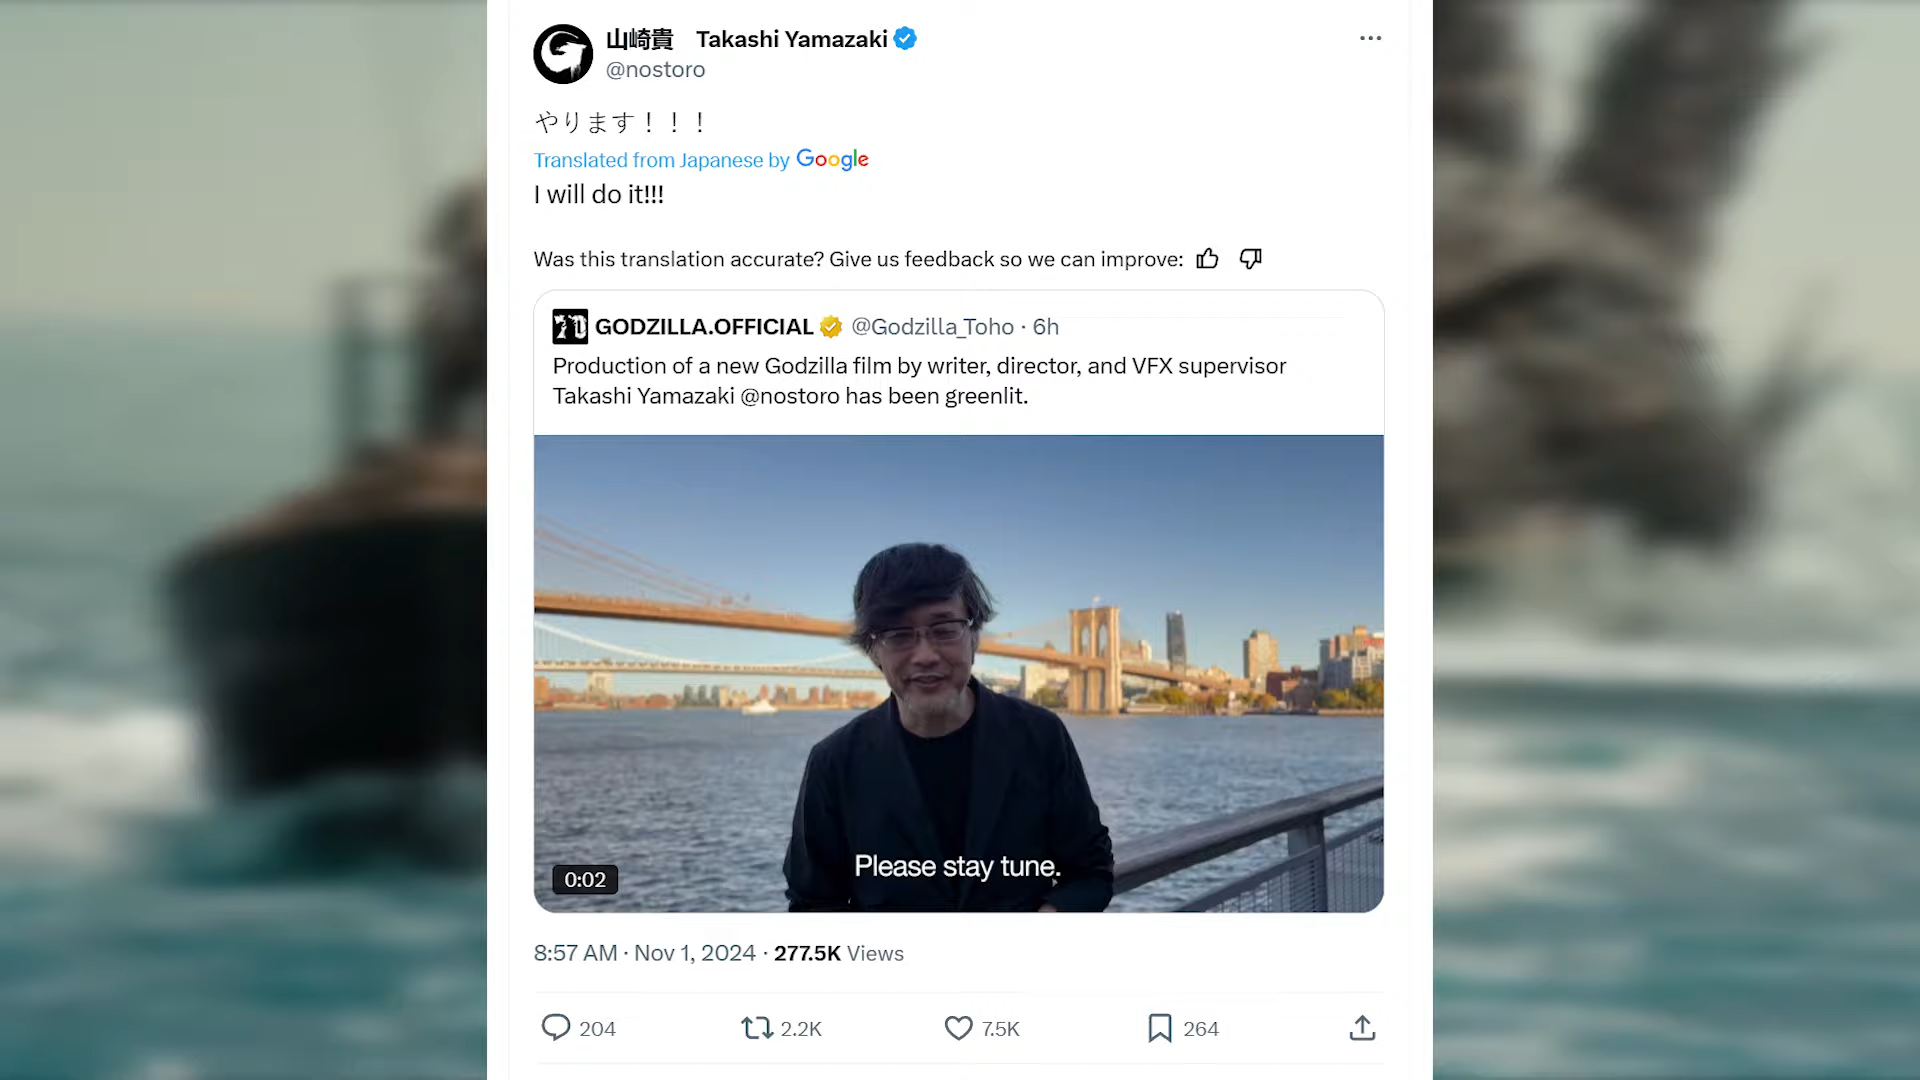 山崎貴 Takashi Yamazaki
@nostoro
やります！！！
Translated from Japanese by Google
I will do it!!!
Was this translation accurate? Give us feedback so we can improve:
GODZILLA.OFFICIAL @Godzilla_Toho · 6h
Production of a new Godzilla film by writer, director, and VFX supervisor
Takashi Yamazaki @nostoro has been greenlit.
Please stay tune.
0:02
8:57 AM · Nov 1, 2024 · 277.5K Views
204 2.2K 7.5K 264